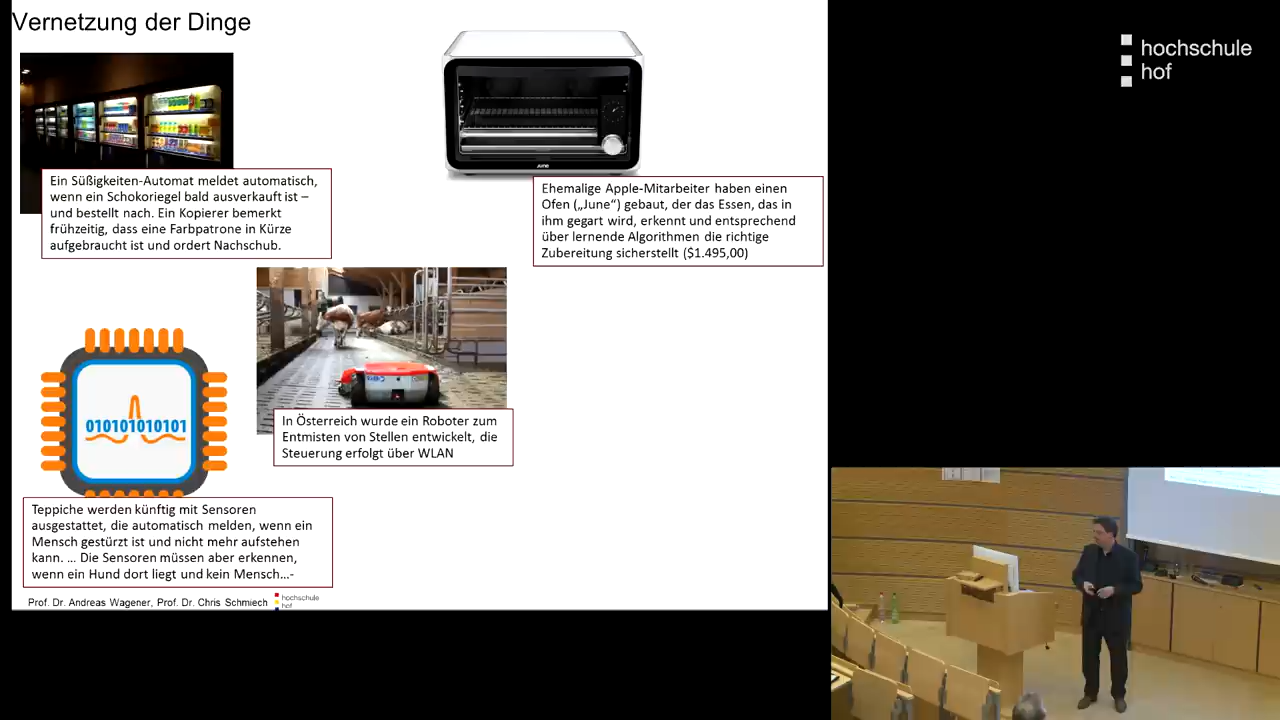 Vernetzung der Dinge
hochschule
hof
JUNE
Ein Süßigkeiten-Automat meldet automatisch,
wenn ein Schokoriegel bald ausverkauft ist –
und bestellt nach. Ein Kopierer bemerkt
frühzeitig, dass eine Farbpatrone in Kürze
aufgebraucht ist und ordert Nachschub.
Ehemalige Apple-Mitarbeiter haben einen
Ofen („June“) gebaut, der das Essen, das in
ihm gegart wird, erkennt und entsprechend
über lernende Algorithmen die richtige
Zubereitung sicherstellt ($1.495,00)
010101010101
In Österreich wurde ein Roboter zum
Entmisten von Stellen entwickelt, die
Steuerung erfolgt über WLAN
Teppiche werden künftig mit Sensoren
ausgestattet, die automatisch melden, wenn ein
Mensch gestürzt ist und nicht mehr aufstehen
kann. ... Die Sensoren müssen aber erkennen,
wenn ein Hund dort liegt und kein Mensch...-
Prof. Dr. Andreas Wagener, Prof. Dr. Chris Schmiech
hochschule
hof